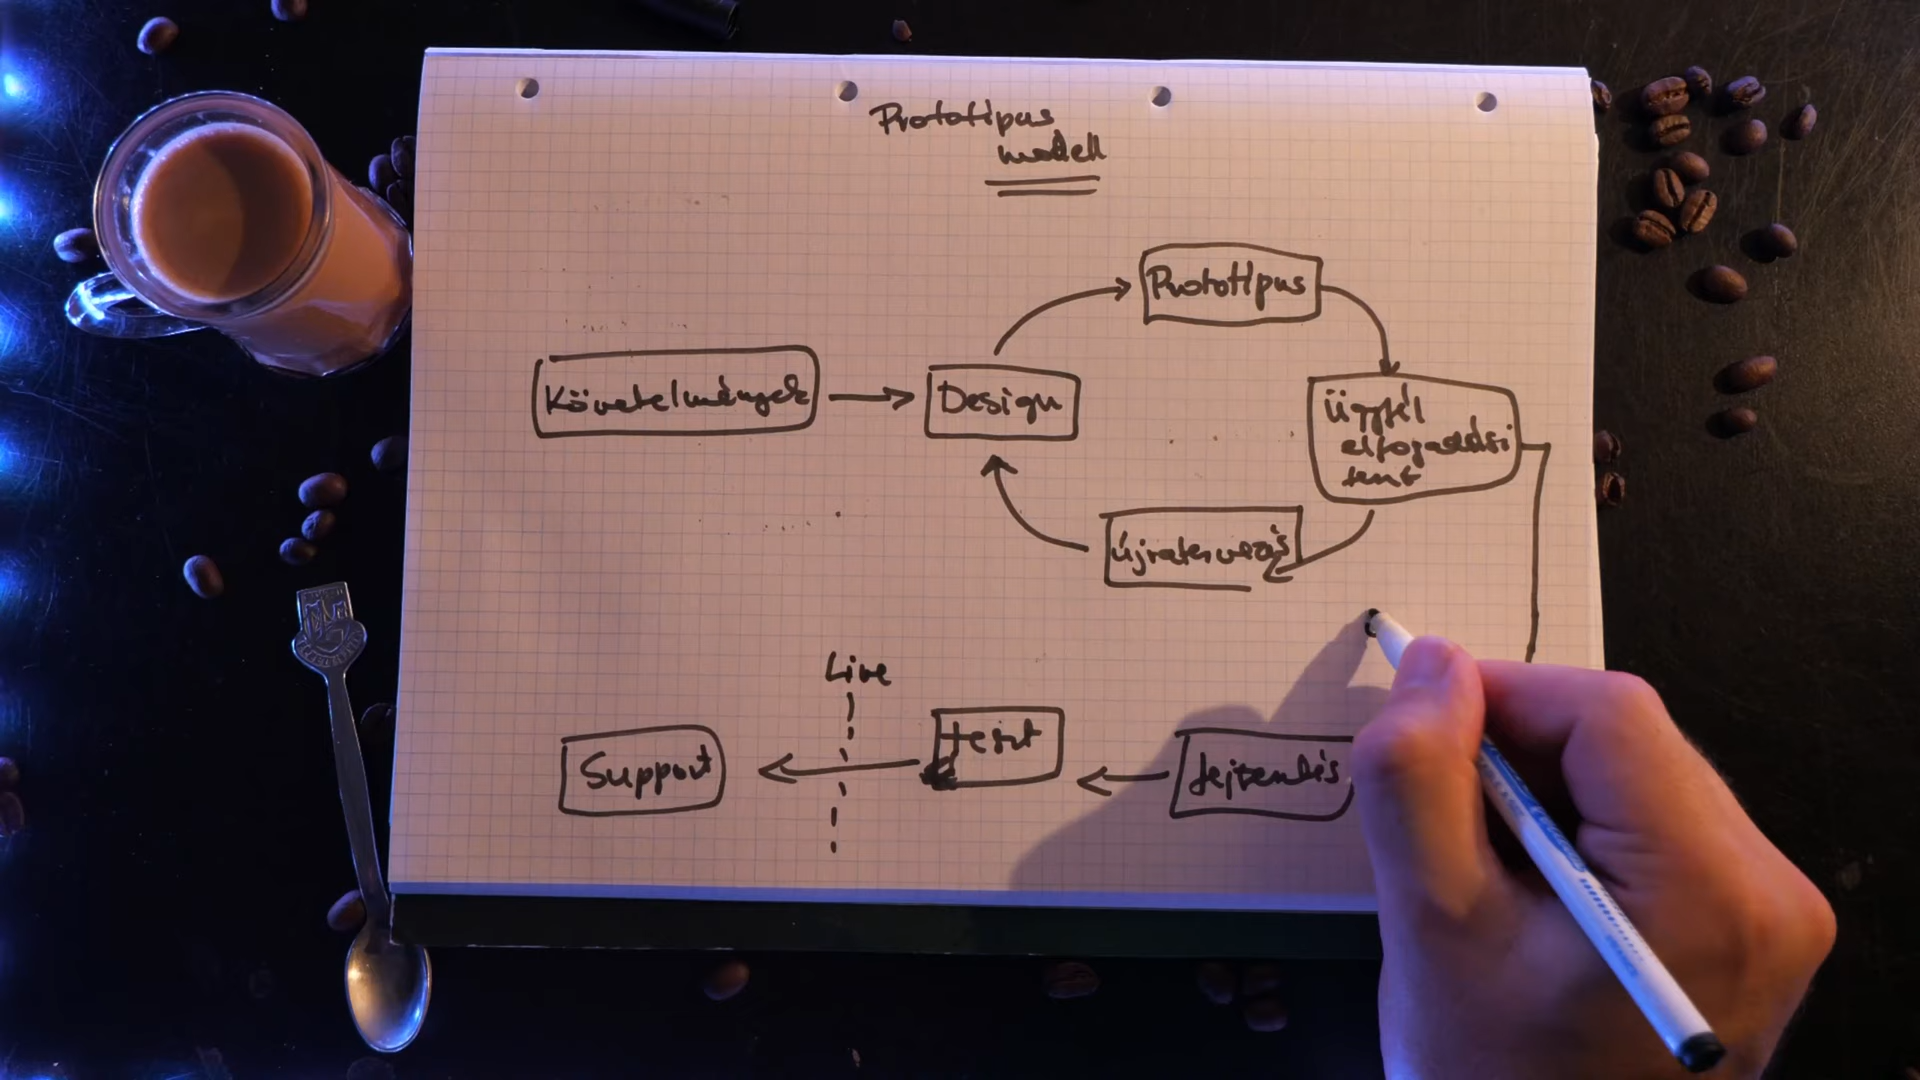 Prototípus
modell
Prototípus
Követelmények
Design
ügyfél
elfogadási
teszt
újratervezés
Live
teszt
Support
fejlesztés